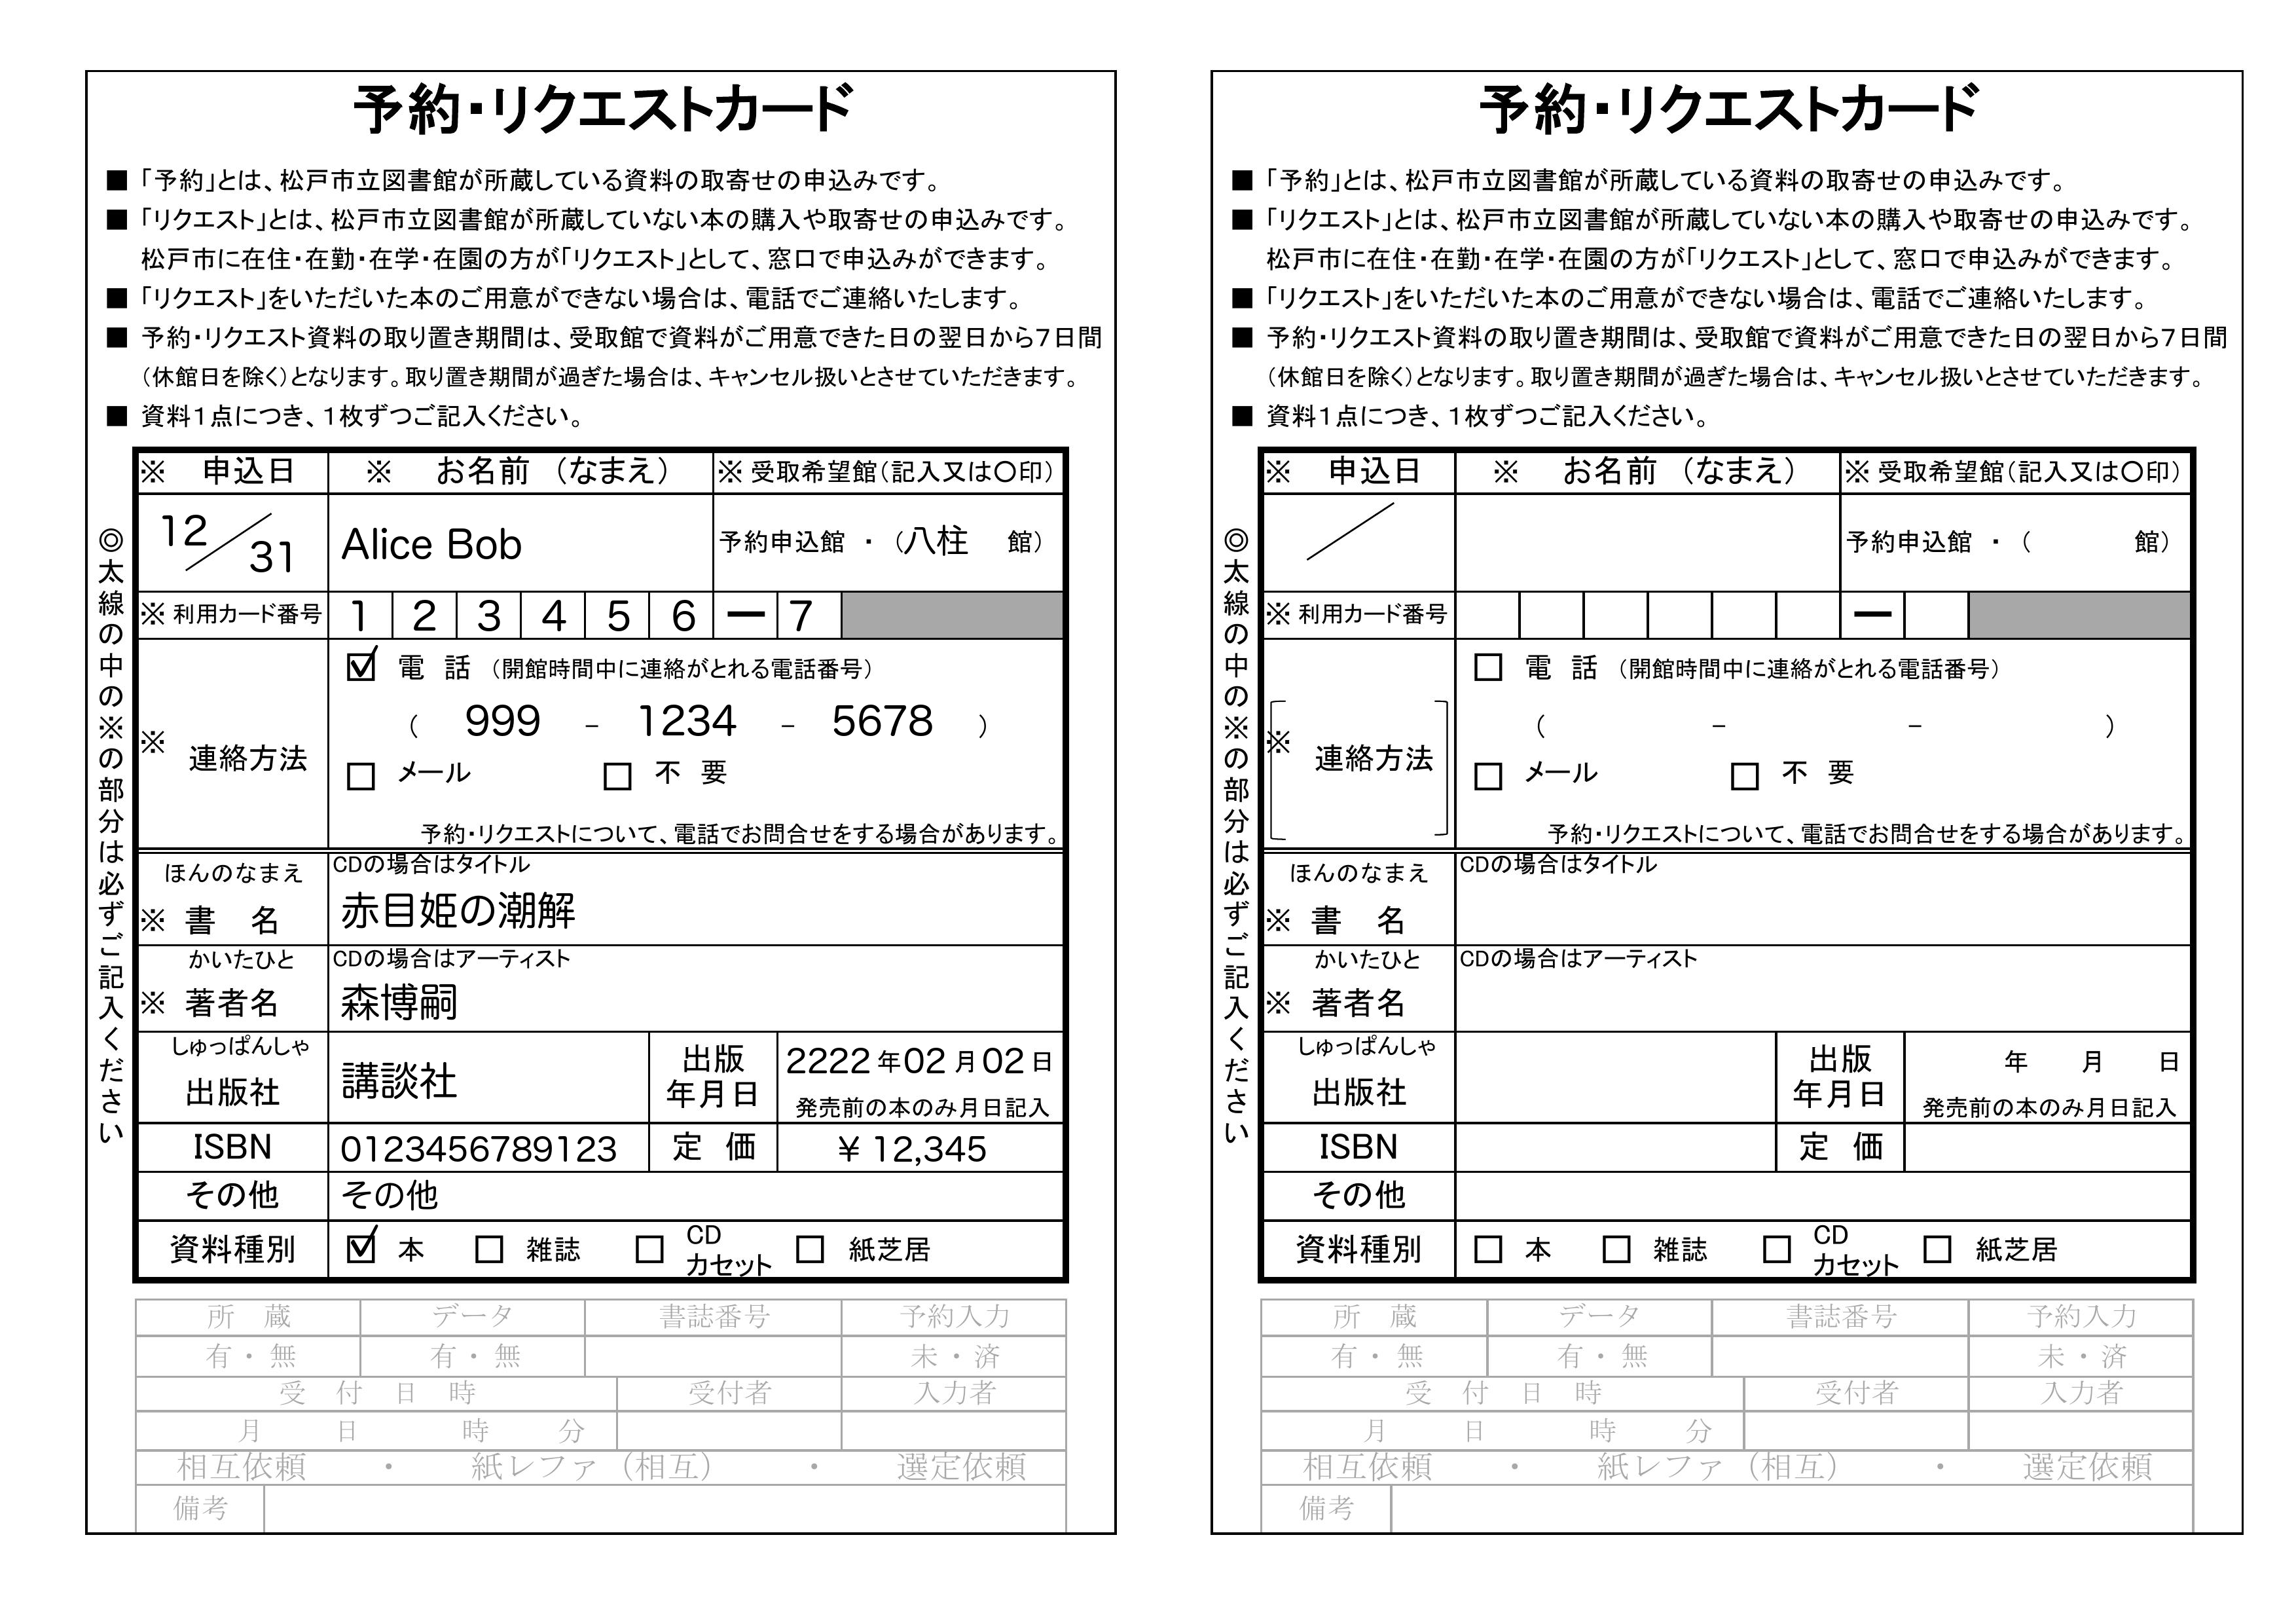 予約・リクエストカード
■ 「予約」とは、松戸市立図書館が所蔵している資料の取寄せの申込みです。
■ 「リクエスト」とは、松戸市立図書館が所蔵していない本の購入や取寄せの申込みです。
松戸市に在住・在勤・在学・在園の方が「リクエスト」として、窓口で申込みができます。
■ 「リクエスト」をいただいた本のご用意ができない場合は、電話でご連絡いたします。
■ 予約・リクエスト資料の取り置き期間は、受取館で資料がご用意できた日の翌日から7日間
（休館日を除く）となります。取り置き期間が過ぎた場合は、キャンセル扱いとさせていただきます。
■ 資料1点につき、1枚ずつご記入ください。
◎太線の中の※の部分は必ずご記入ください
※ 申込日 ※ お名前 （なまえ） ※ 受取希望館（記入又は〇印）
12／31 Alice Bob 予約申込館 ・ （八柱 館）
※ 利用カード番号 1 2 3 4 5 6 ー 7
※ 連絡方法
☑ 電 話 （開館時間中に連絡がとれる電話番号）
（ 999 － 1234 － 5678 ）
□ メール □ 不 要
予約・リクエストについて、電話でお問合せをする場合があります。
ほんのなまえ CDの場合はタイトル
※ 書 名 赤目姫の潮解
かいたひと CDの場合はアーティスト
※ 著者名 森博嗣
しゅっぱんしゃ
出版社 講談社 出版年月日 2222 年 02 月 02 日
発売前の本のみ月日記入
ISBN 0123456789123 定 価 ¥ 12,345
その他 その他
資料種別 ☑ 本 □ 雑誌 □ CDカセット □ 紙芝居
所 蔵 データ 書誌番号 予約入力
有・無 有・無 未・済
受 付 日 時 受付者 入力者
月 日 時 分
相互依頼 ・ 紙レファ（相互） ・ 選定依頼
備考
予約・リクエストカード
■ 「予約」とは、松戸市立図書館が所蔵している資料の取寄せの申込みです。
■ 「リクエスト」とは、松戸市立図書館が所蔵していない本の購入や取寄せの申込みです。
松戸市に在住・在勤・在学・在園の方が「リクエスト」として、窓口で申込みができます。
■ 「リクエスト」をいただいた本のご用意ができない場合は、電話でご連絡いたします。
■ 予約・リクエスト資料の取り置き期間は、受取館で資料がご用意できた日の翌日から7日間
（休館日を除く）となります。取り置き期間が過ぎた場合は、キャンセル扱いとさせていただきます。
■ 資料1点につき、1枚ずつご記入ください。
◎太線の中の※の部分は必ずご記入ください
※ 申込日 ※ お名前 （なまえ） ※ 受取希望館（記入又は〇印）
／ 予約申込館 ・ （ 館）
※ 利用カード番号 ー
※ 連絡方法
□ 電 話 （開館時間中に連絡がとれる電話番号）
（ － － ）
□ メール □ 不 要
予約・リクエストについて、電話でお問合せをする場合があります。
ほんのなまえ CDの場合はタイトル
※ 書 名
かいたひと CDの場合はアーティスト
※ 著者名
しゅっぱんしゃ
出版社 出版年月日 年 月 日
発売前の本のみ月日記入
ISBN 定 価
その他
資料種別 □ 本 □ 雑誌 □ CDカセット □ 紙芝居
所 蔵 データ 書誌番号 予約入力
有・無 有・無 未・済
受 付 日 時 受付者 入力者
月 日 時 分
相互依頼 ・ 紙レファ（相互） ・ 選定依頼
備考